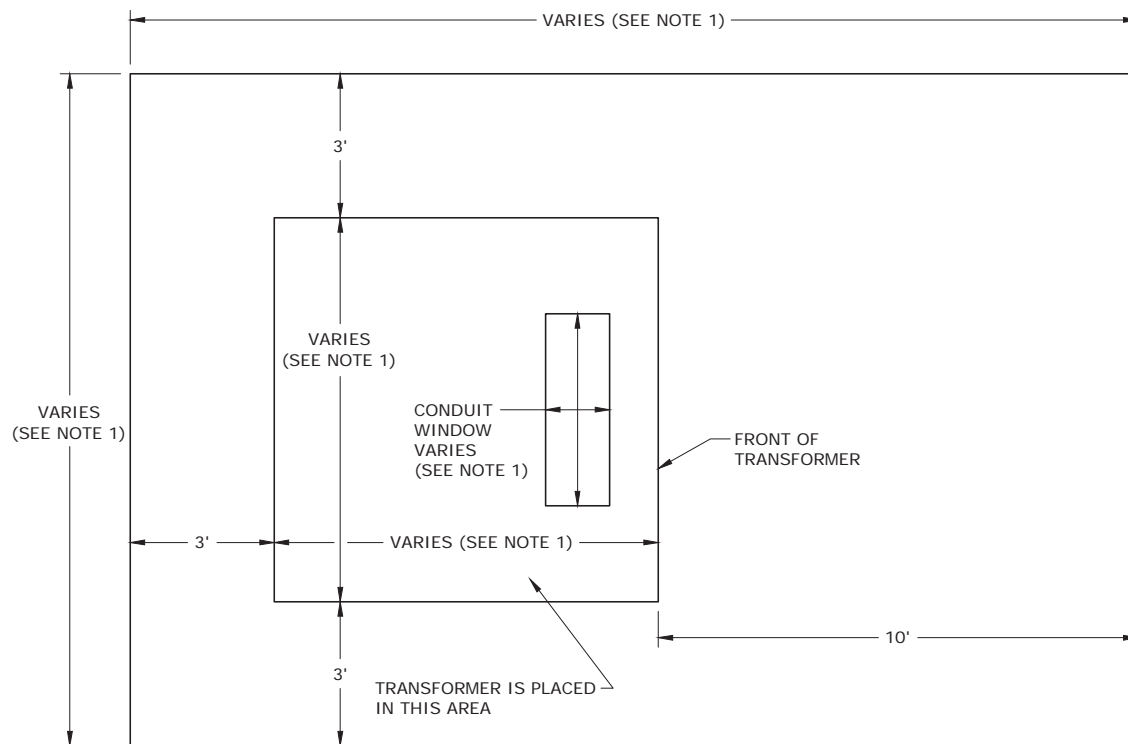 VARIES (SEE NOTE 1)
3'
VARIES
(SEE NOTE 1)
VARIES
(SEE NOTE 1)
CONDUIT
WINDOW
VARIES
(SEE NOTE 1)
FRONT OF
TRANSFORMER
3'
VARIES (SEE NOTE 1)
10'
3'
TRANSFORMER IS PLACED
IN THIS AREA